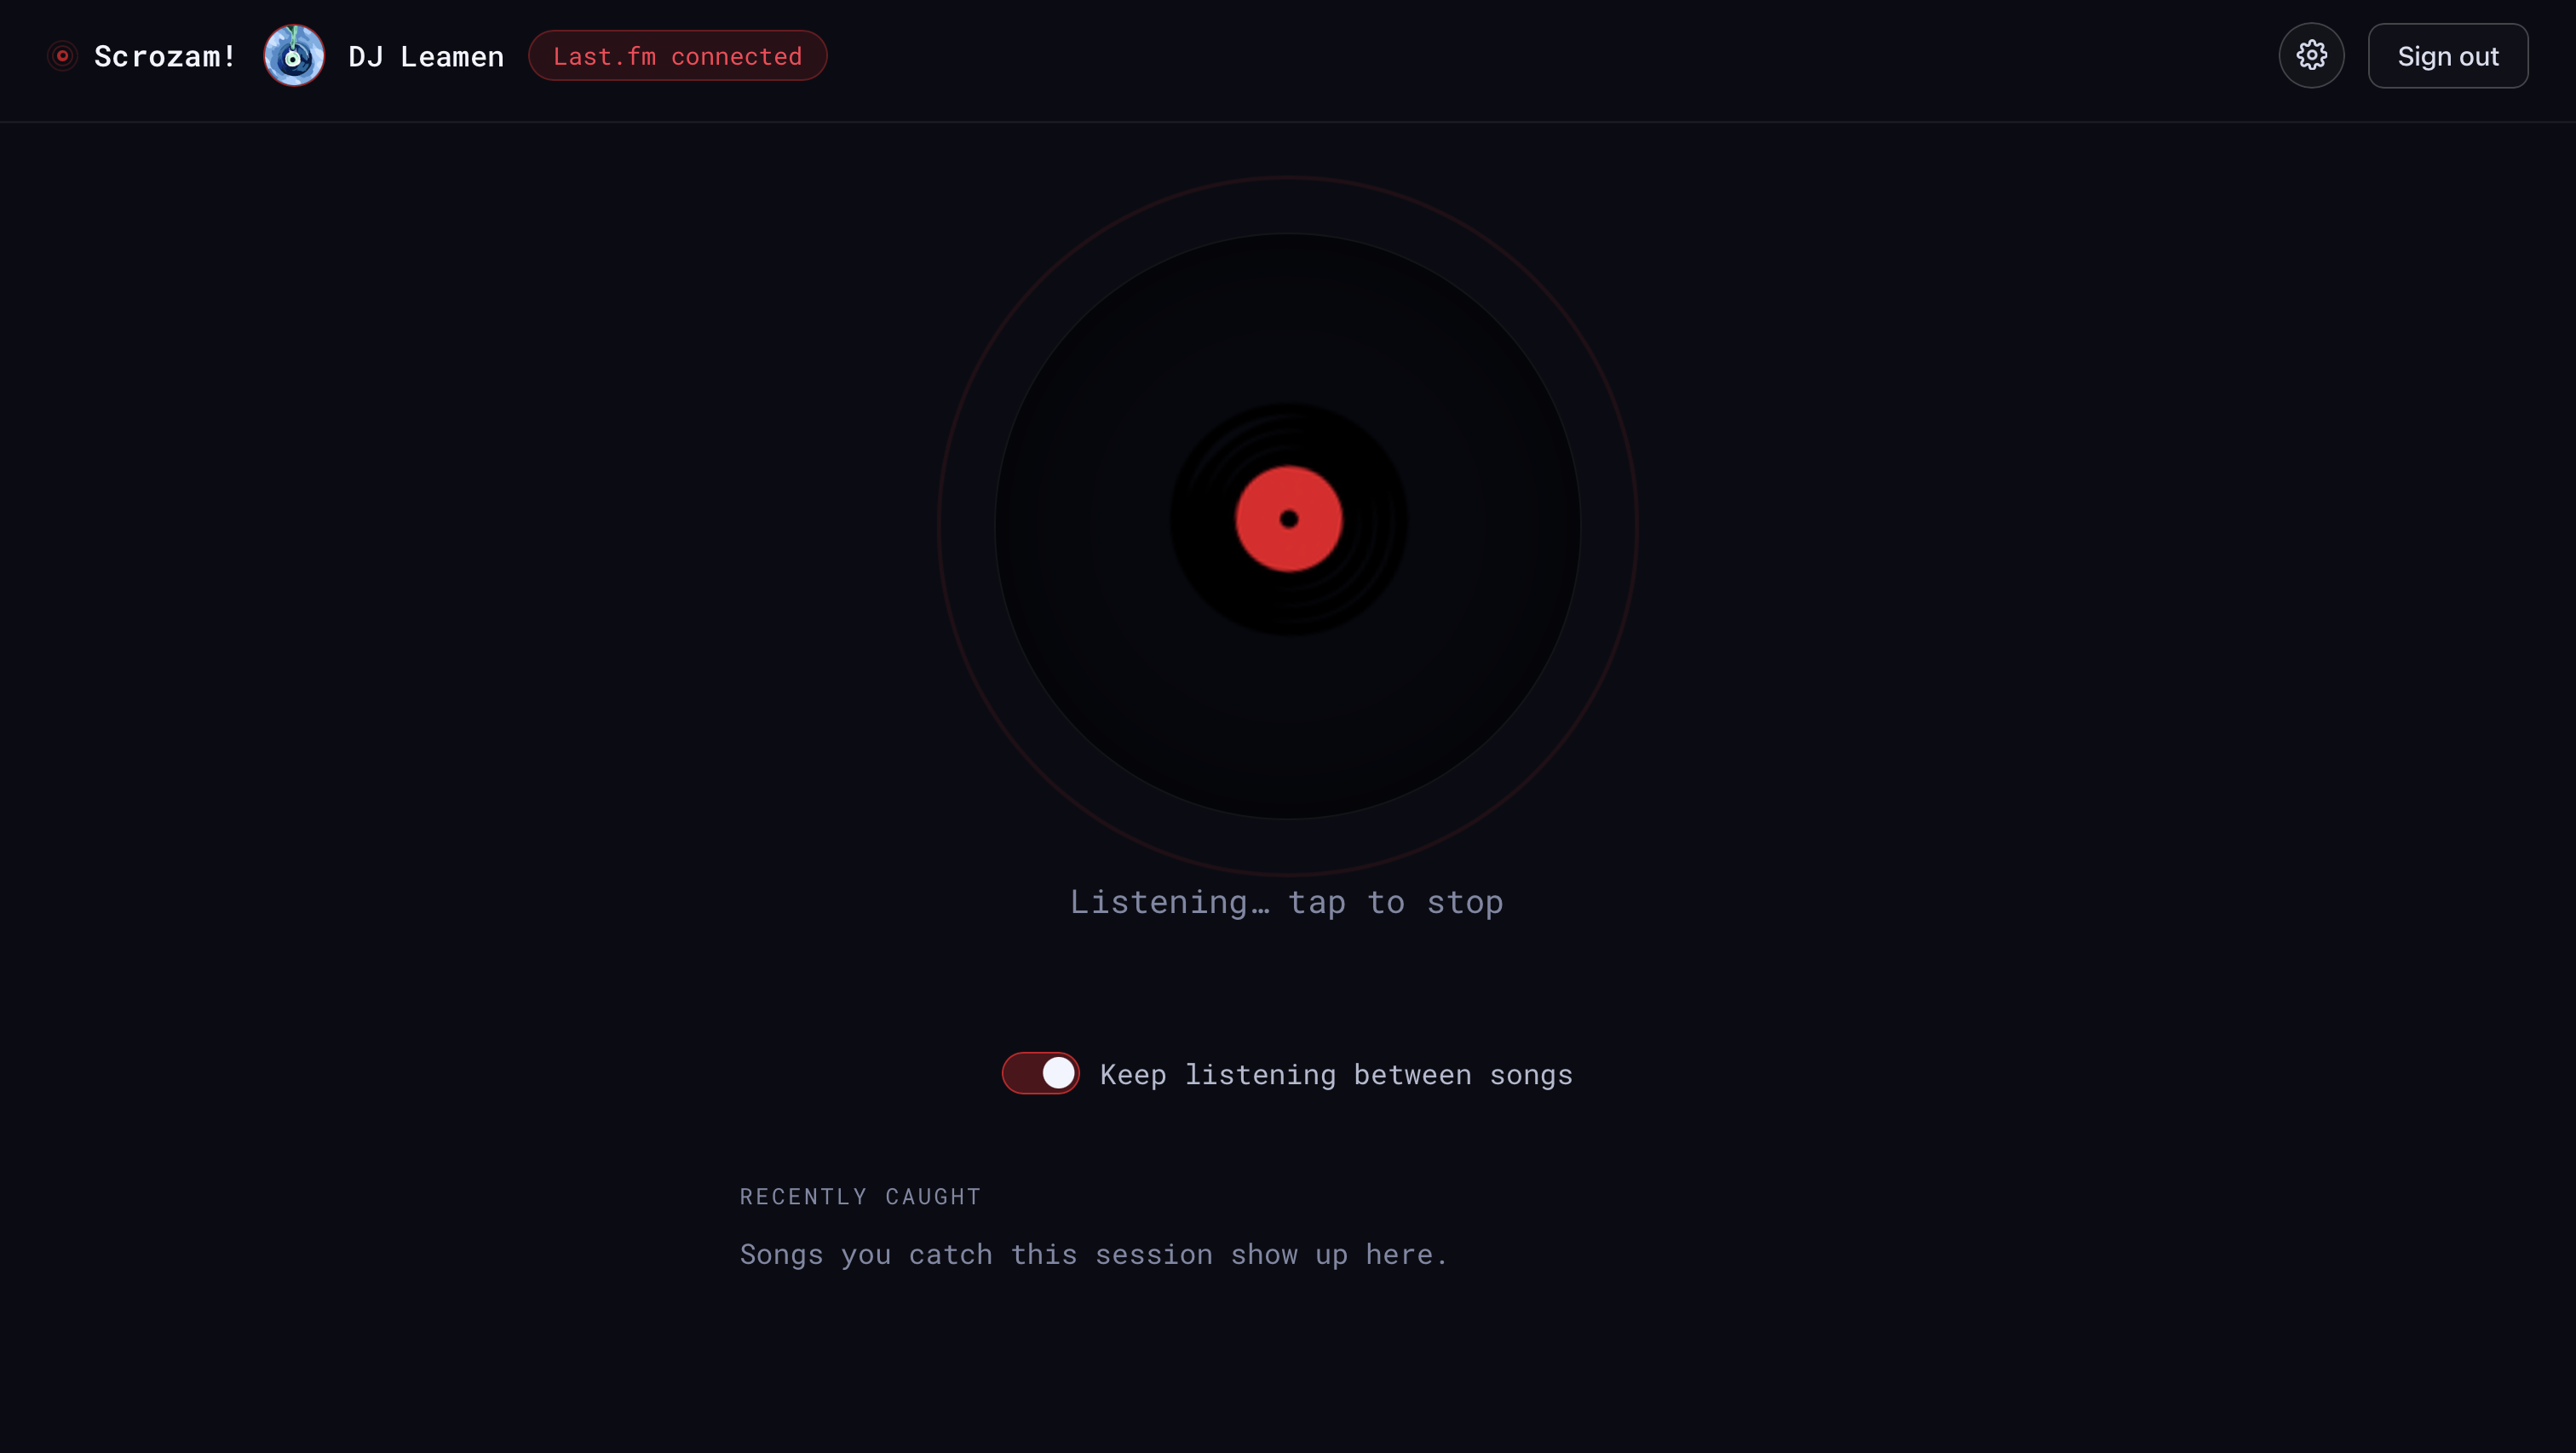 Scrozam!
DJ Leamen
Last.fm connected
Sign out
Listening… tap to stop
Keep listening between songs
RECENTLY CAUGHT
Songs you catch this session show up here.